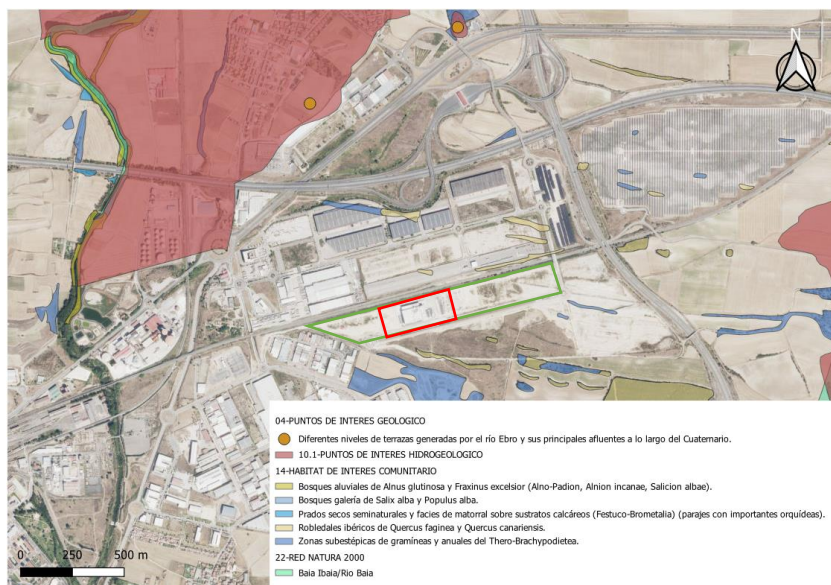 N
04-PUNTOS DE INTERES GEOLOGICO
Diferentes niveles de terrazas generadas por el río Ebro y sus principales afluentes a lo largo del Cuaternario.
10.1-PUNTOS DE INTERES HIDROGEOLOGICO
14-HABITAT DE INTERES COMUNITARIO
Bosques aluviales de Alnus glutinosa y Fraxinus excelsior (Alno-Padion, Alnion incanae, Salicion albae).
Bosques galería de Salix alba y Populus alba.
Prados secos seminaturales y facies de matorral sobre sustratos calcáreos (Festuco-Brometalia) (parajes con importantes orquídeas).
Robledales ibéricos de Quercus faginea y Quercus canariensis.
Zonas subestépicas de gramíneas y anuales del Thero-Brachypodietea.
22-RED NATURA 2000
Baia Ibaia/Rio Baia
0 250 500 m